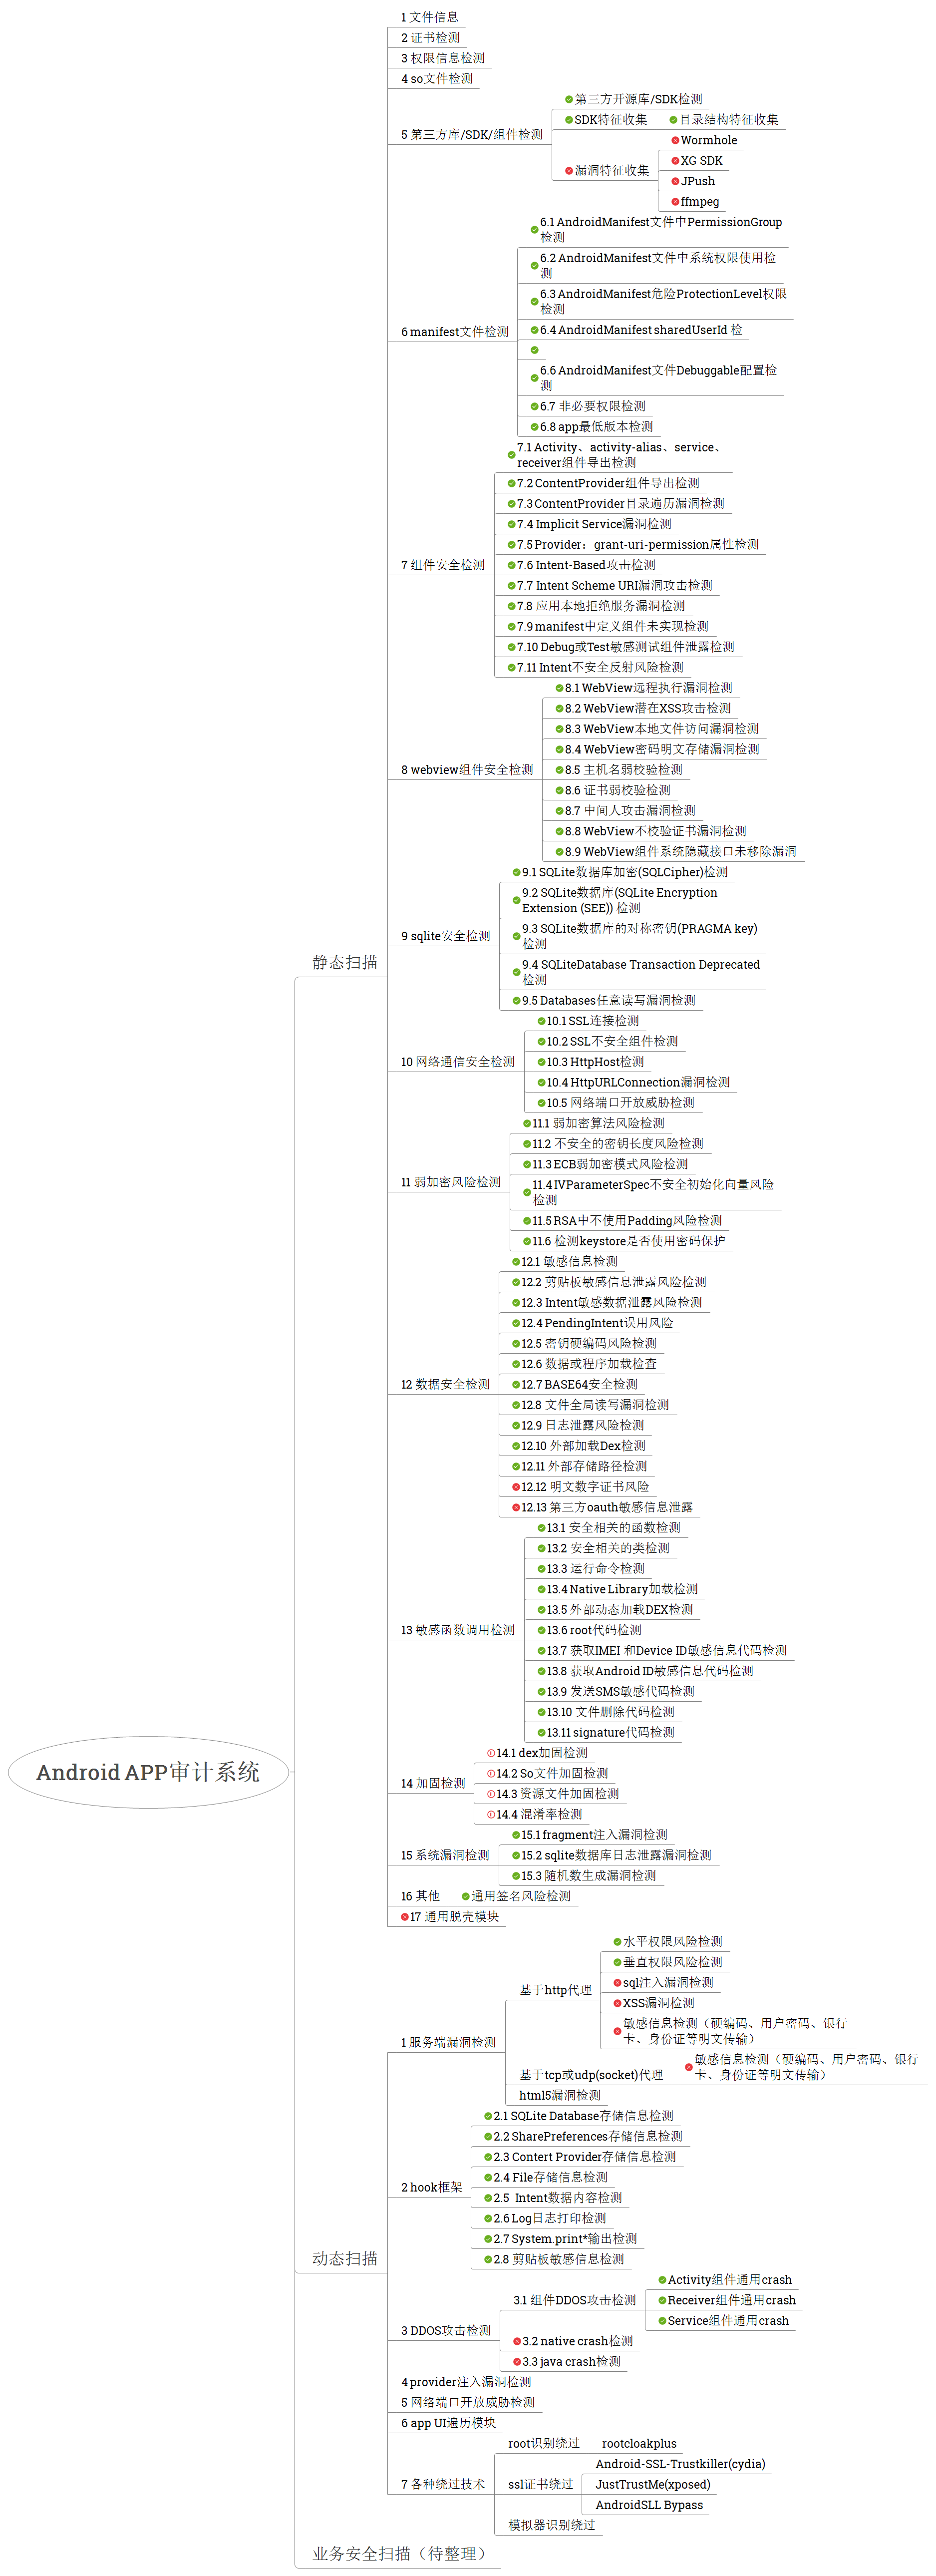 1 文件信息
2 证书检测
3 权限信息检测
4 so文件检测
第三方开源库/SDK检测
SDK特征收集
目录结构特征收集
5 第三方库/SDK/组件检测
Wormhole
漏洞特征收集
XG SDK
JPush
ffmpeg
6.1 AndroidManifest文件中PermissionGroup
检测
6.2 AndroidManifest文件中系统权限使用检
测
6.3 AndroidManifest危险ProtectionLevel权限
检测
6 manifest文件检测
6.4 AndroidManifest sharedUserId 检
6.6 AndroidManifest文件Debuggable配置检
测
6.7 非必要权限检测
6.8 app最低版本检测
7.1 Activity、activity-alias、service、
receiver组件导出检测
7.2 ContentProvider组件导出检测
7.3 ContentProvider目录遍历漏洞检测
7.4 Implicit Service漏洞检测
7.5 Provider：grant-uri-permission属性检测
7 组件安全检测
7.6 Intent-Based攻击检测
7.7 Intent Scheme URI漏洞攻击检测
7.8 应用本地拒绝服务漏洞检测
7.9 manifest中定义组件未实现检测
7.10 Debug或Test敏感测试组件泄露检测
7.11 Intent不安全反射风险检测
8.1 WebView远程执行漏洞检测
8.2 WebView潜在XSS攻击检测
8.3 WebView本地文件访问漏洞检测
8.4 WebView密码明文存储漏洞检测
8 webview组件安全检测
8.5 主机名弱校验检测
8.6 证书弱校验检测
8.7 中间人攻击漏洞检测
8.8 WebView不校验证书漏洞检测
8.9 WebView组件系统隐藏接口未移除漏洞
9.1 SQLite数据库加密(SQLCipher)检测
9.2 SQLite数据库(SQLite Encryption
Extension (SEE)) 检测
9 sqlite安全检测
9.3 SQLite数据库的对称密钥(PRAGMA key)
检测
9.4 SQLiteDatabase Transaction Deprecated
检测
9.5 Databases任意读写漏洞检测
静态扫描
10.1 SSL连接检测
10.2 SSL不安全组件检测
10 网络通信安全检测
10.3 HttpHost检测
10.4 HttpURLConnection漏洞检测
10.5 网络端口开放威胁检测
11.1 弱加密算法风险检测
11.2 不安全的密钥长度风险检测
11.3 ECB弱加密模式风险检测
11 弱加密风险检测
11.4 IVParameterSpec不安全初始化向量风险
检测
11.5 RSA中不使用Padding风险检测
11.6 检测keystore是否使用密码保护
12.1 敏感信息检测
12.2 剪贴板敏感信息泄露风险检测
12.3 Intent敏感数据泄露风险检测
12.4 PendingIntent误用风险
12.5 密钥硬编码风险检测
12.6 数据或程序加载检查
12 数据安全检测
12.7 BASE64安全检测
12.8 文件全局读写漏洞检测
12.9 日志泄露风险检测
12.10 外部加载Dex检测
12.11 外部存储路径检测
12.12 明文数字证书风险
12.13 第三方oauth敏感信息泄露
13.1 安全相关的函数检测
13.2 安全相关的类检测
13.3 运行命令检测
13.4 Native Library加载检测
13.5 外部动态加载DEX检测
13 敏感函数调用检测
13.6 root代码检测
13.7 获取IMEI 和Device ID敏感信息代码检测
13.8 获取Android ID敏感信息代码检测
13.9 发送SMS敏感代码检测
13.10 文件删除代码检测
13.11 signature代码检测
Android APP审计系统
14.1 dex加固检测
14.2 So文件加固检测
14 加固检测
14.3 资源文件加固检测
14.4 混淆率检测
15.1 fragment注入漏洞检测
15 系统漏洞检测
15.2 sqlite数据库日志泄露漏洞检测
15.3 随机数生成漏洞检测
16 其他
通用签名风险检测
17 通用脱壳模块
水平权限风险检测
垂直权限风险检测
基于http代理
sql注入漏洞检测
XSS漏洞检测
敏感信息检测（硬编码、用户密码、银行
卡、身份证等明文传输）
1 服务端漏洞检测
基于tcp或udp(socket)代理
敏感信息检测（硬编码、用户密码、银行
卡、身份证等明文传输）
html5漏洞检测
2.1 SQLite Database存储信息检测
2.2 SharePreferences存储信息检测
2.3 Contert Provider存储信息检测
2.4 File存储信息检测
2 hook框架
2.5 Intent数据内容检测
2.6 Log日志打印检测
2.7 System.print*输出检测
2.8 剪贴板敏感信息检测
动态扫描
Activity组件通用crash
3.1 组件DDOS攻击检测
Receiver组件通用crash
Service组件通用crash
3 DDOS攻击检测
3.2 native crash检测
3.3 java crash检测
4 provider注入漏洞检测
5 网络端口开放威胁检测
6 app UI遍历模块
root识别绕过
rootcloakplus
Android-SSL-Trustkiller(cydia)
7 各种绕过技术
ssl证书绕过
JustTrustMe(xposed)
AndroidSLL Bypass
模拟器识别绕过
业务安全扫描（待整理）